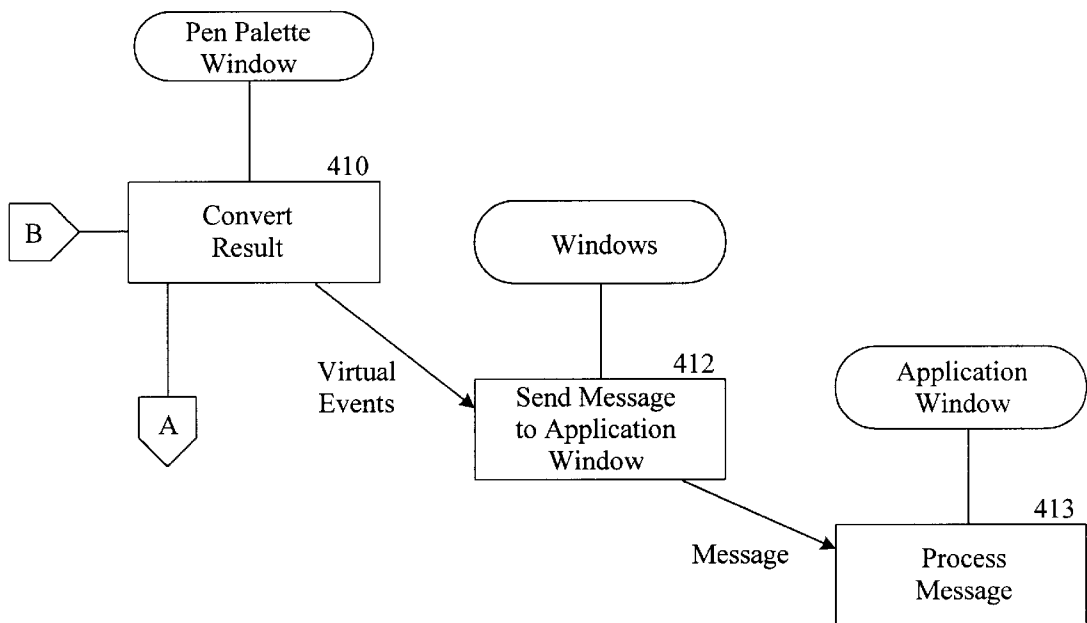 Pen Palette
Window
410
Convert
Result
B
A
Virtual
Events
Windows
412
Send Message
to Application
Window
Message
Application
Window
413
Process
Message